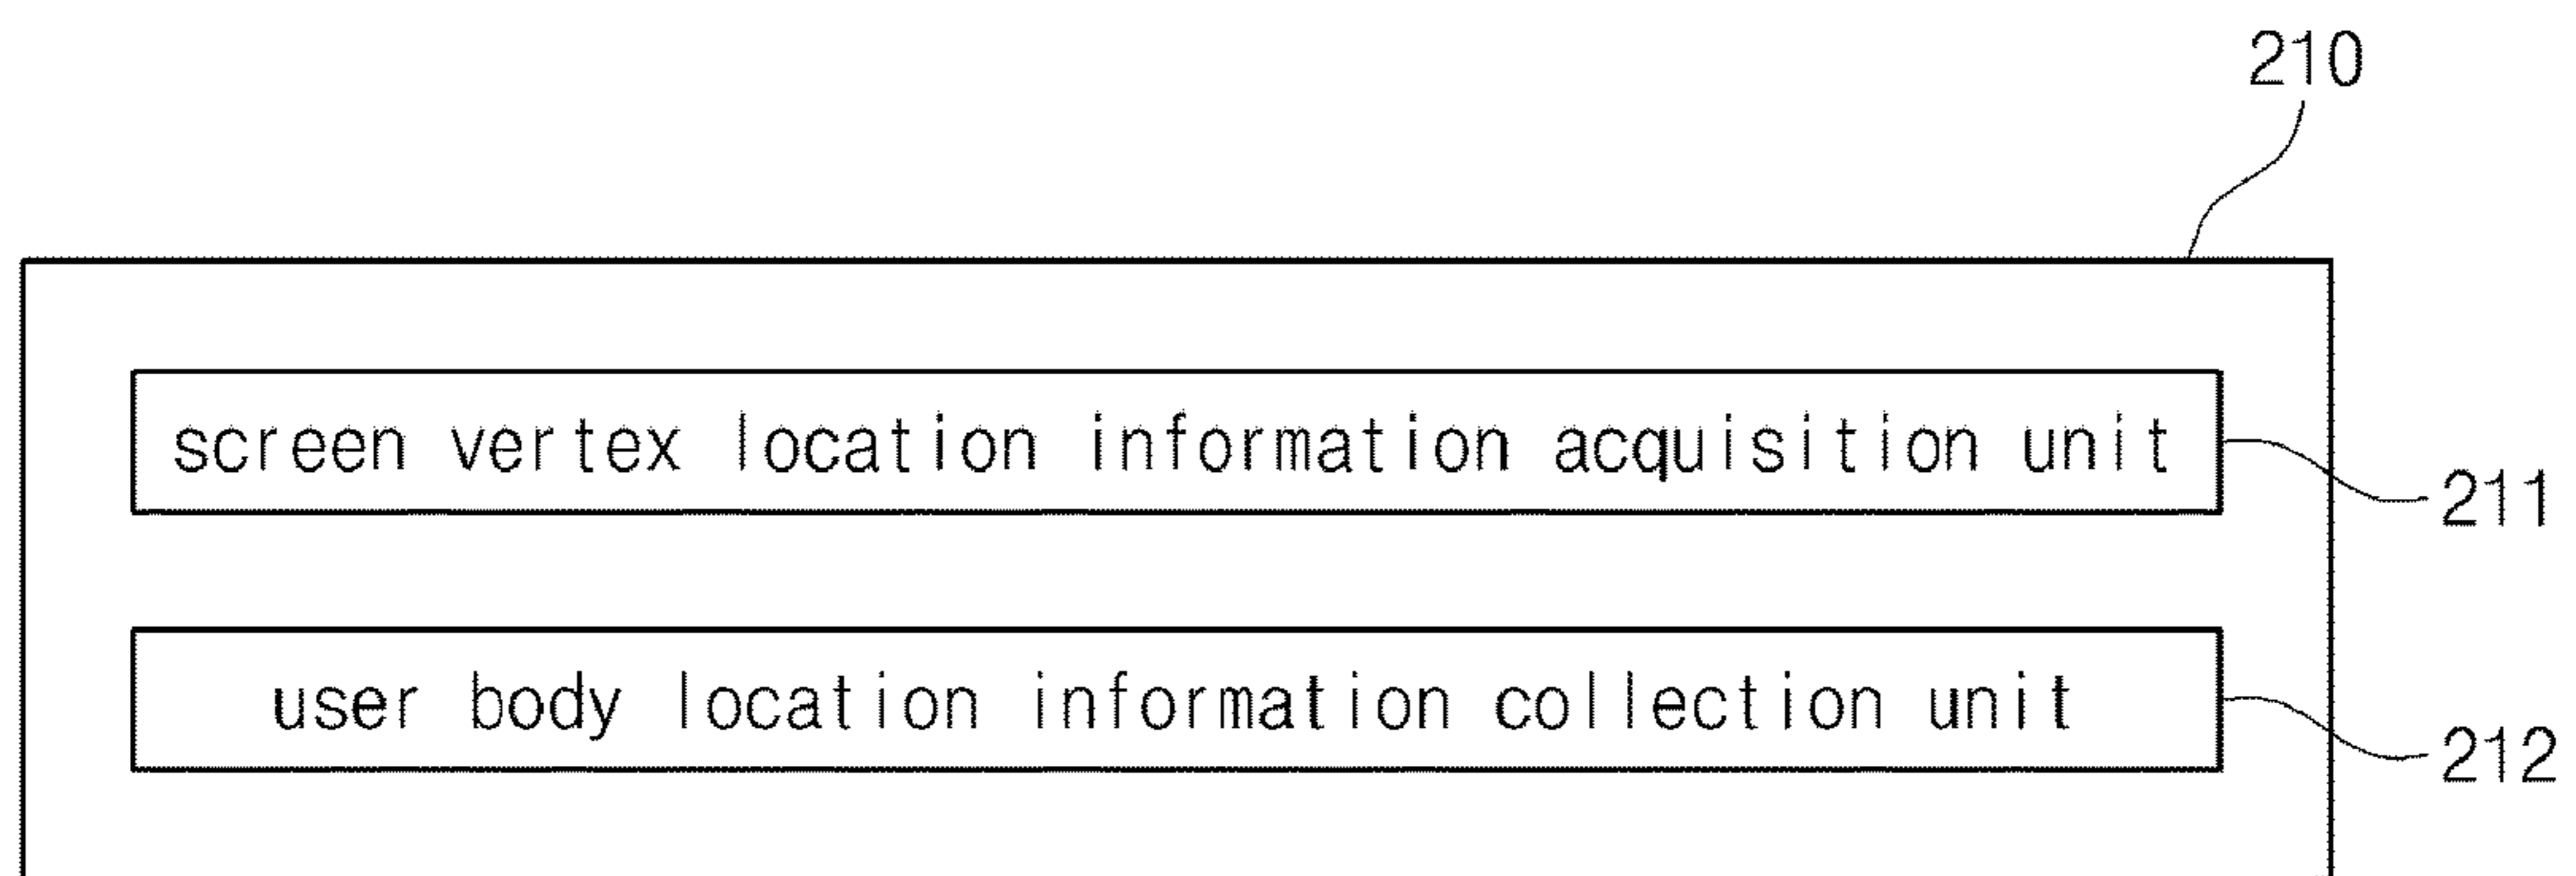 210
screen vertex location information acquisition unit
211
user body location information collection unit
212